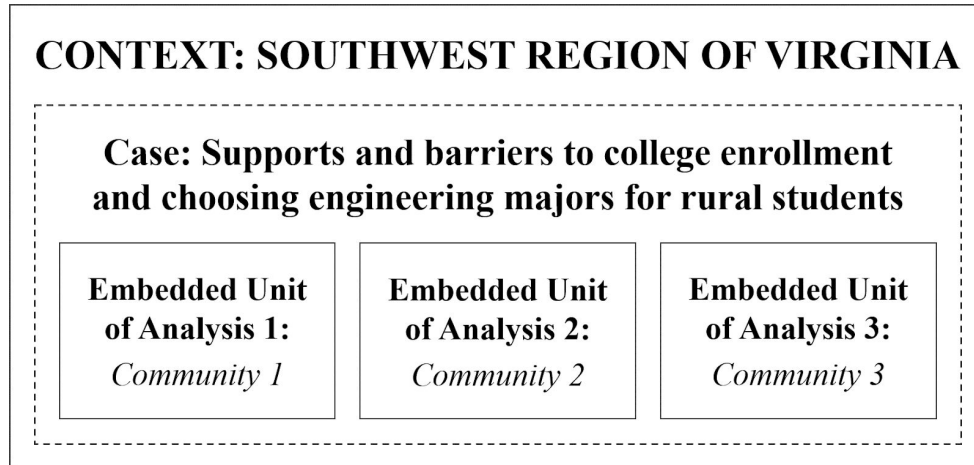 CONTEXT: SOUTHWEST REGION OF VIRGINIA
Case: Supports and barriers to college enrollment
and choosing engineering majors for rural students
Embedded Unit
of Analysis 1:
Community 1
Embedded Unit
of Analysis 2:
Community 2
Embedded Unit
of Analysis 3:
Community 3